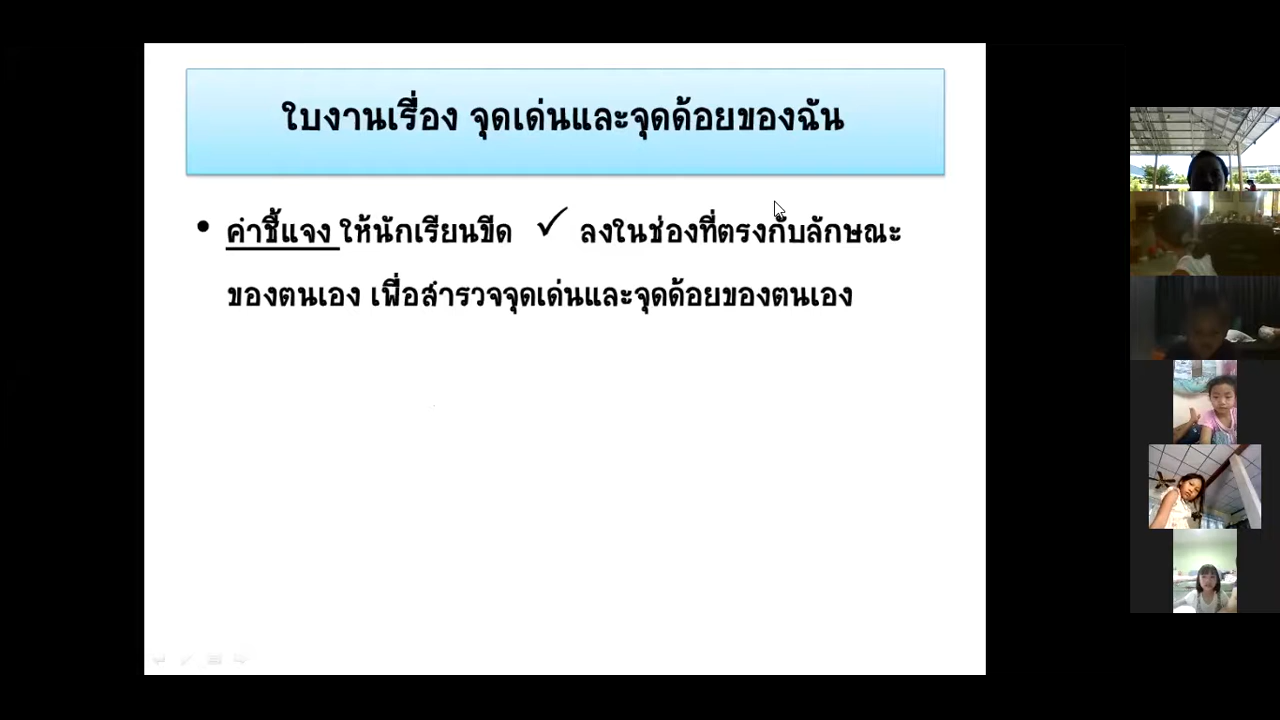 ใบงานเรื่อง จุดเด่นและจุดด้อยของฉัน
• คำชี้แจง ให้นักเรียนขีด ✓ ลงในช่องที่ตรงกับลักษณะ
ของตนเอง เพื่อสำรวจจุดเด่นและจุดด้อยของตนเอง